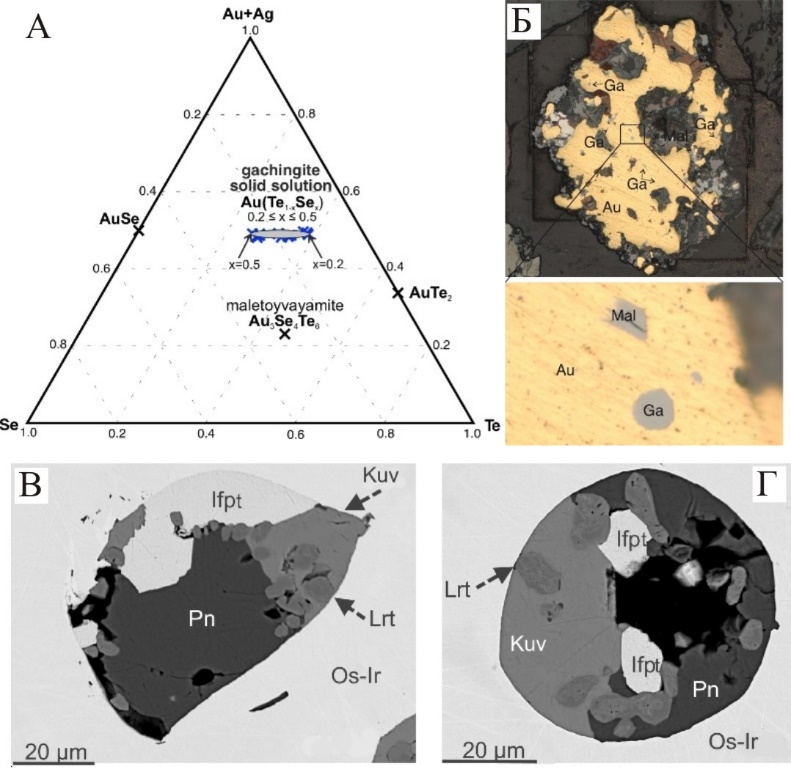 А
Au+Ag
1.0
0.2
0.8
gachingite
solid solution
Au(Te₁₋ₓSeₓ)
0.2 ≤ x ≤ 0.5
0.4
0.6
AuSe
x=0.5
x=0.2
0.6
0.4
AuTe₂
maletoyvayamite
Au₃Se₄Te₆
0.8
0.2
Se
1.0
0.2
0.4
0.6
0.8
1.0
Te
Б
Ga
Mal
Ga
Ga
Ga
Au
Mal
Au
Ga
В
Ifpt
Kuv
Pn
Lrt
Os-Ir
20 µm
Г
Ifpt
Lrt
Kuv
Ifpt
Pn
Os-Ir
20 µm